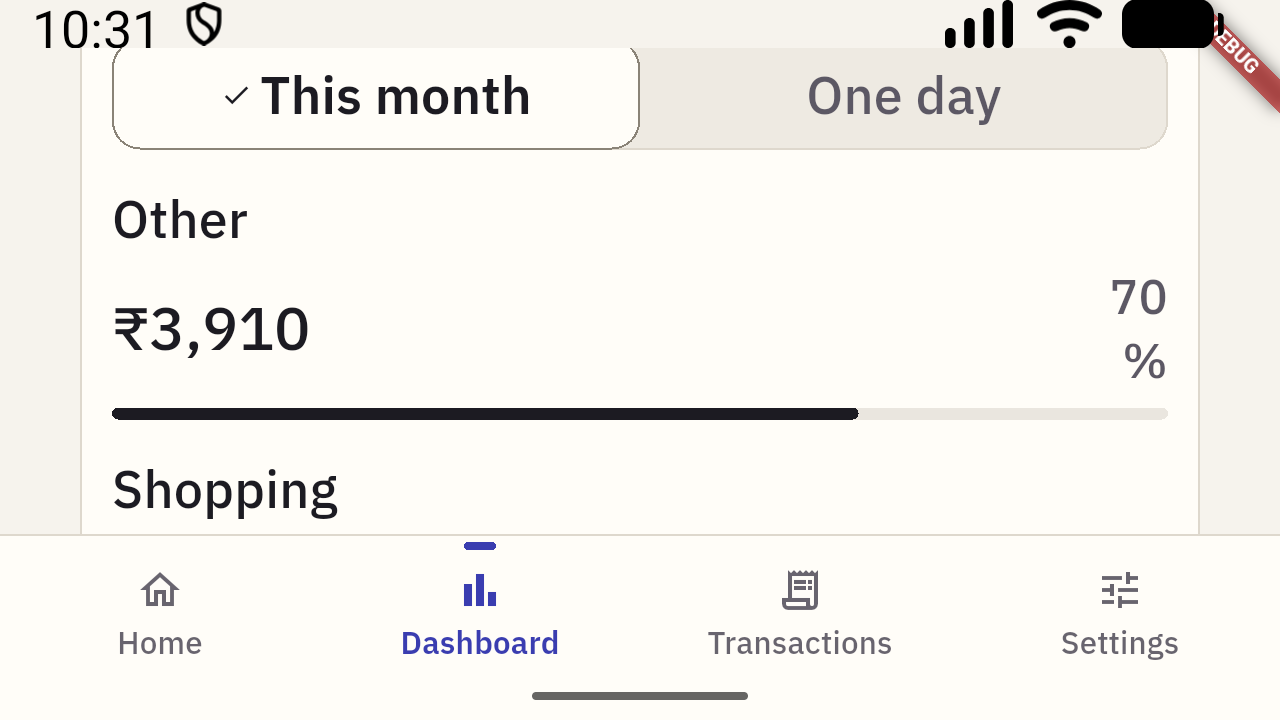 10:31
This month
One day
Other
₹3,910
70
%
Shopping
Home
Dashboard
Transactions
Settings